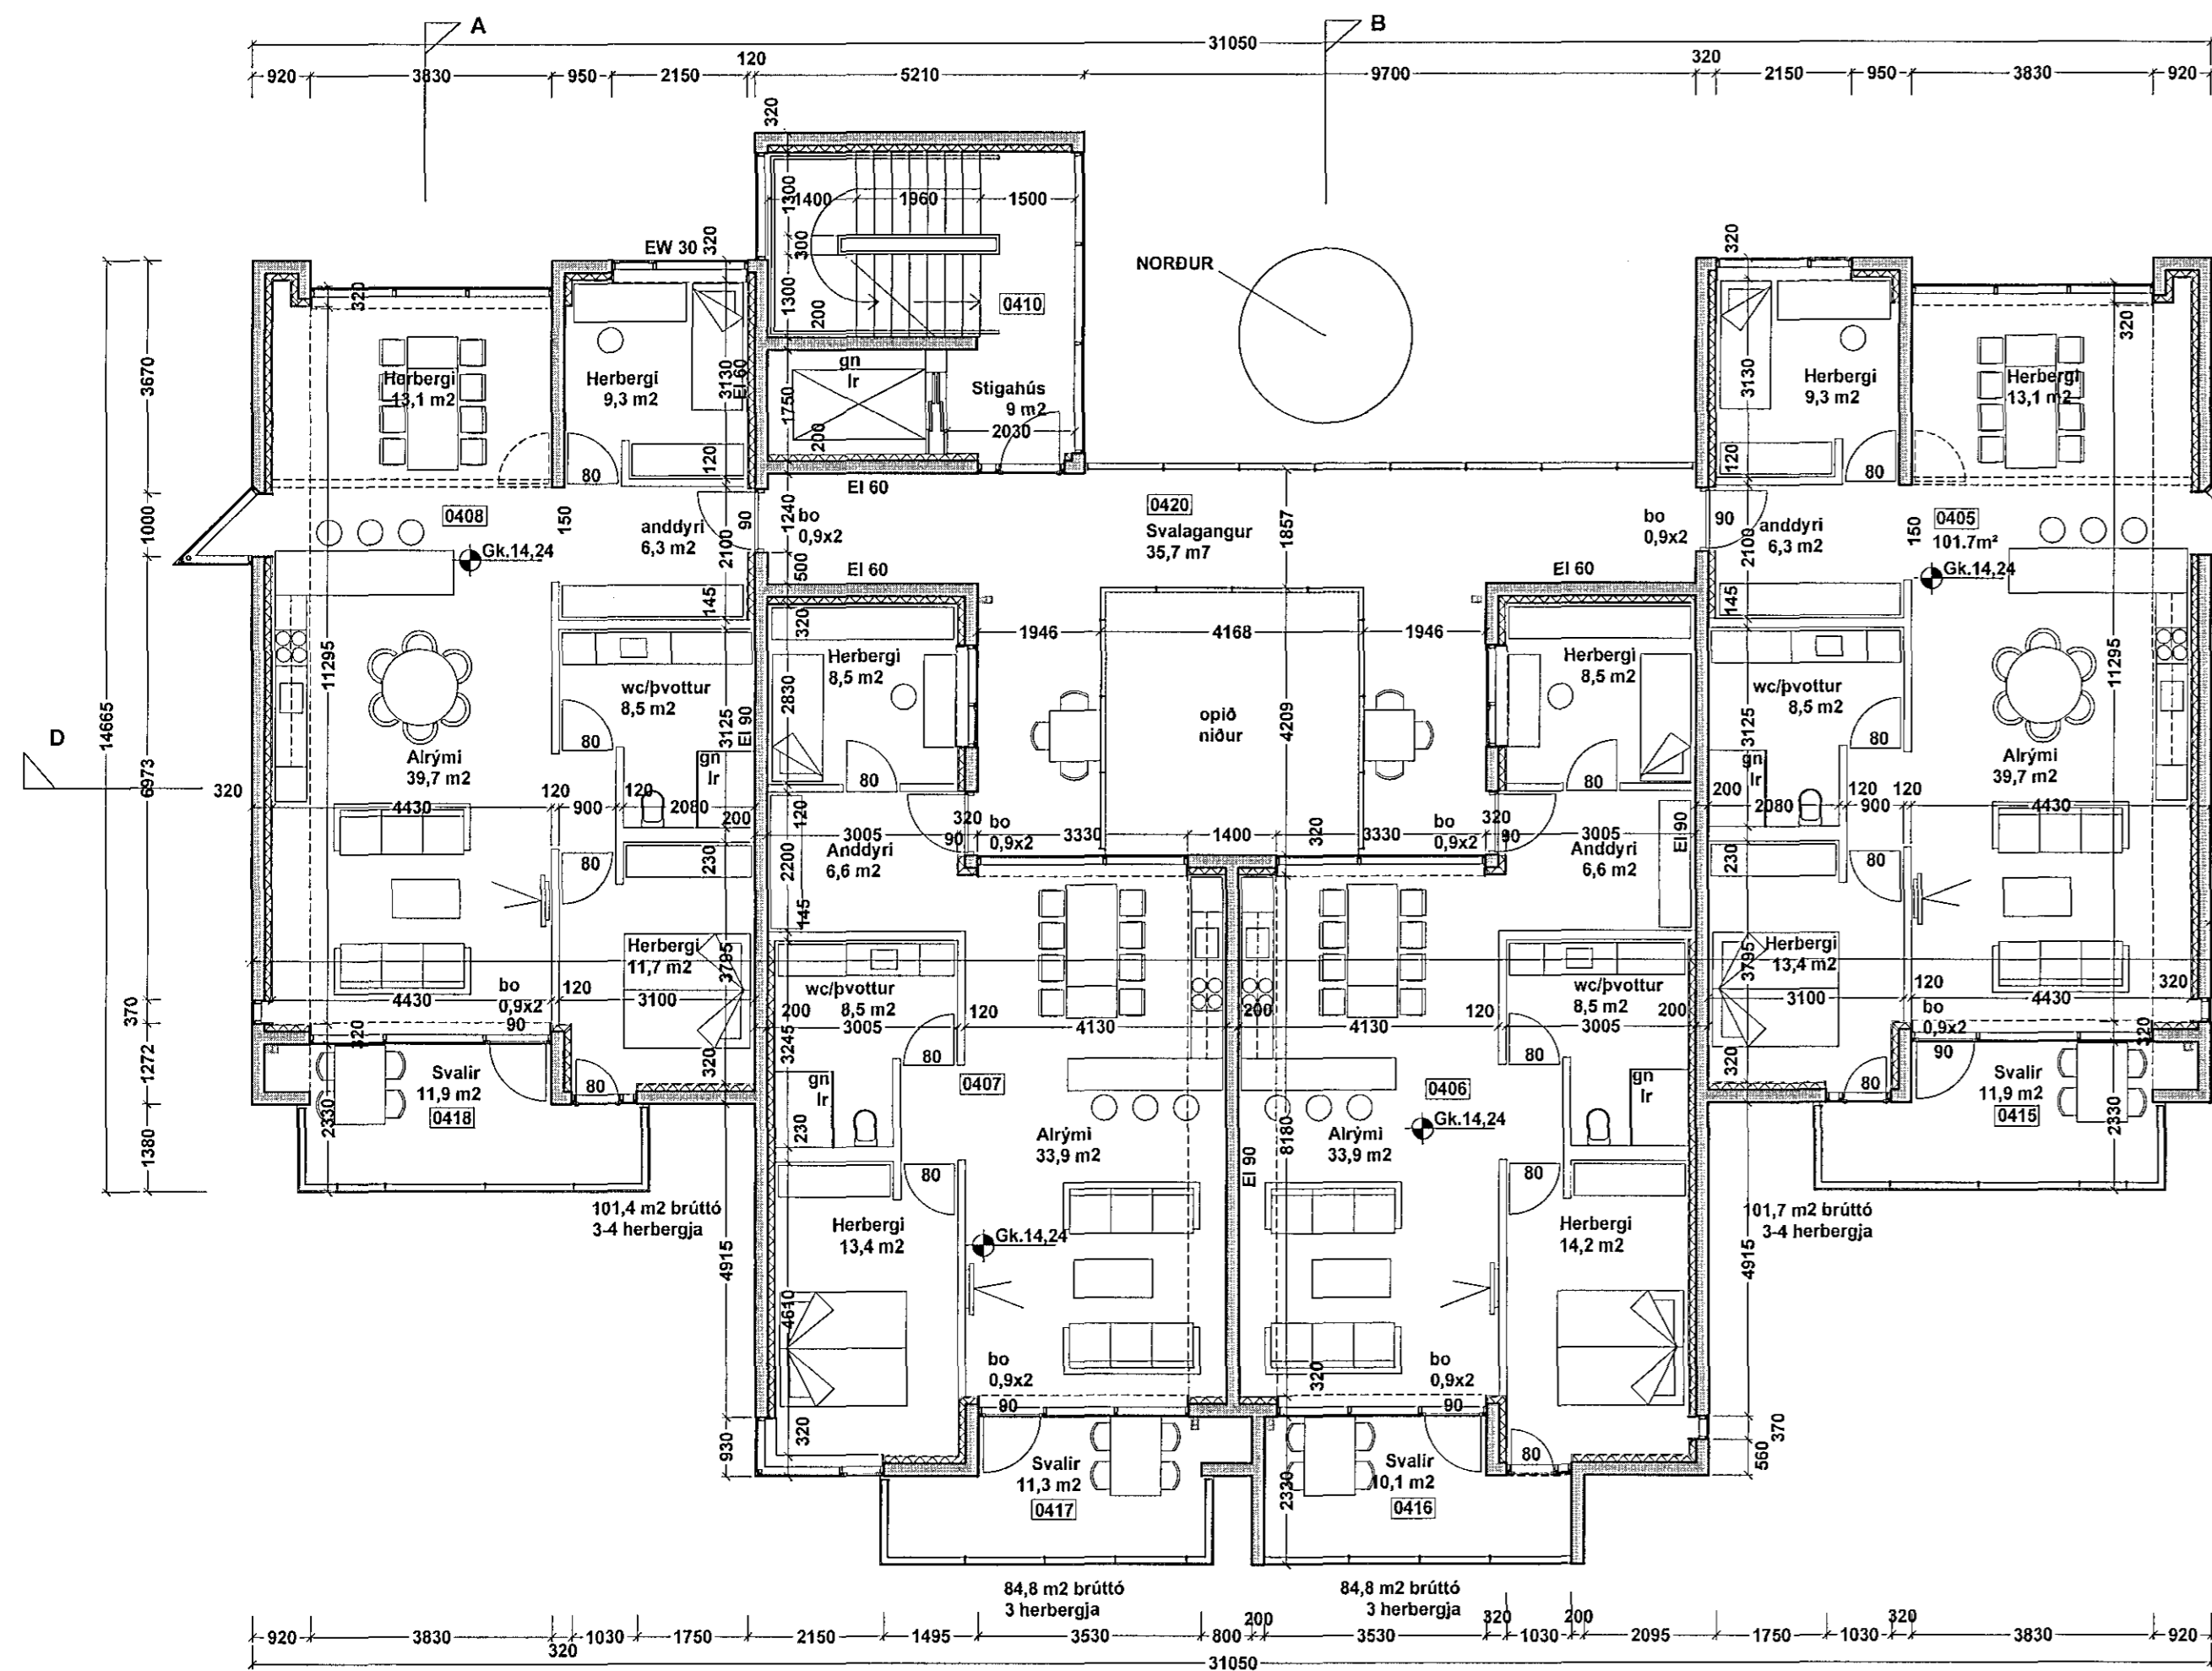 A
B
31050
920
3830
950
2150
120
5210
9700
320
2150
950
3830
920
320
1300
1400
1960
1500
300
1300
200
0410
NORÐUR
EW 30
320
320
320
320
Herbergi
13,1 m2
Herbergi
9,3 m2
3130
EI 60
gn
lr
1750
Stigahús
9 m2
2030
200
3130
Herbergi
9,3 m2
Herbergi
13,1 m2
3670
80
120
120
80
EI 60
0408
150
anddyri
6,3 m2
90
1240
bo
0,9x2
0420
Svalagangur
35,7 m7
1857
bo
0,9x2
90
anddyri
6,3 m2
150
0405
101.7m²
1000
Gk.14,24
2100
500
EI 60
EI 60
2100
Gk.14,24
145
320
145
1946
4168
1946
11295
Herbergi
8,5 m2
Herbergi
8,5 m2
11295
wc/þvottur
8,5 m2
2830
opið
niður
4209
wc/þvottur
8,5 m2
14665
D
3125
EI 90
3125
80
80
80
80
gn
lr
gn
lr
Alrými
39,7 m2
Alrými
39,7 m2
6973
320
4430
120
900
120
2080
200
120
200
2080
120
900
120
4430
320
bo
0,9x2
3005
90
3330
1400
320
3330
bo
0,9x2
320
90
3005
EI 90
Anddyri
6,6 m2
2200
Anddyri
6,6 m2
80
230
230
80
145
Herbergi
11,7 m2
3795
Herbergi
13,4 m2
3795
wc/þvottur
8,5 m2
wc/þvottur
8,5 m2
4430
bo
0,9x2
90
120
3100
200
3005
120
4130
200
4130
120
3005
200
3100
120
bo
0,9x2
90
4430
320
370
320
320
3245
80
80
320
320
1272
Svalir
11,9 m2
0418
80
gn
lr
0407
0406
gn
lr
80
Svalir
11,9 m2
0415
2330
230
Alrými
33,9 m2
8180
Alrými
33,9 m2
Gk.14,24
2330
1380
EI 90
80
80
101,4 m2 brúttó
3-4 herbergja
101,7 m2 brúttó
3-4 herbergja
Herbergi
13,4 m2
Gk.14,24
Herbergi
14,2 m2
4915
4915
4610
bo
0,9x2
90
320
bo
0,9x2
90
930
320
Svalir
11,3 m2
0417
2330
Svalir
10,1 m2
0416
80
370
560
84,8 m2 brúttó
3 herbergja
84,8 m2 brúttó
3 herbergja
920
3830
320
1030
1750
2150
1495
3530
800
200
3530
320
1030
200
2095
1750
1030
320
3830
920
31050